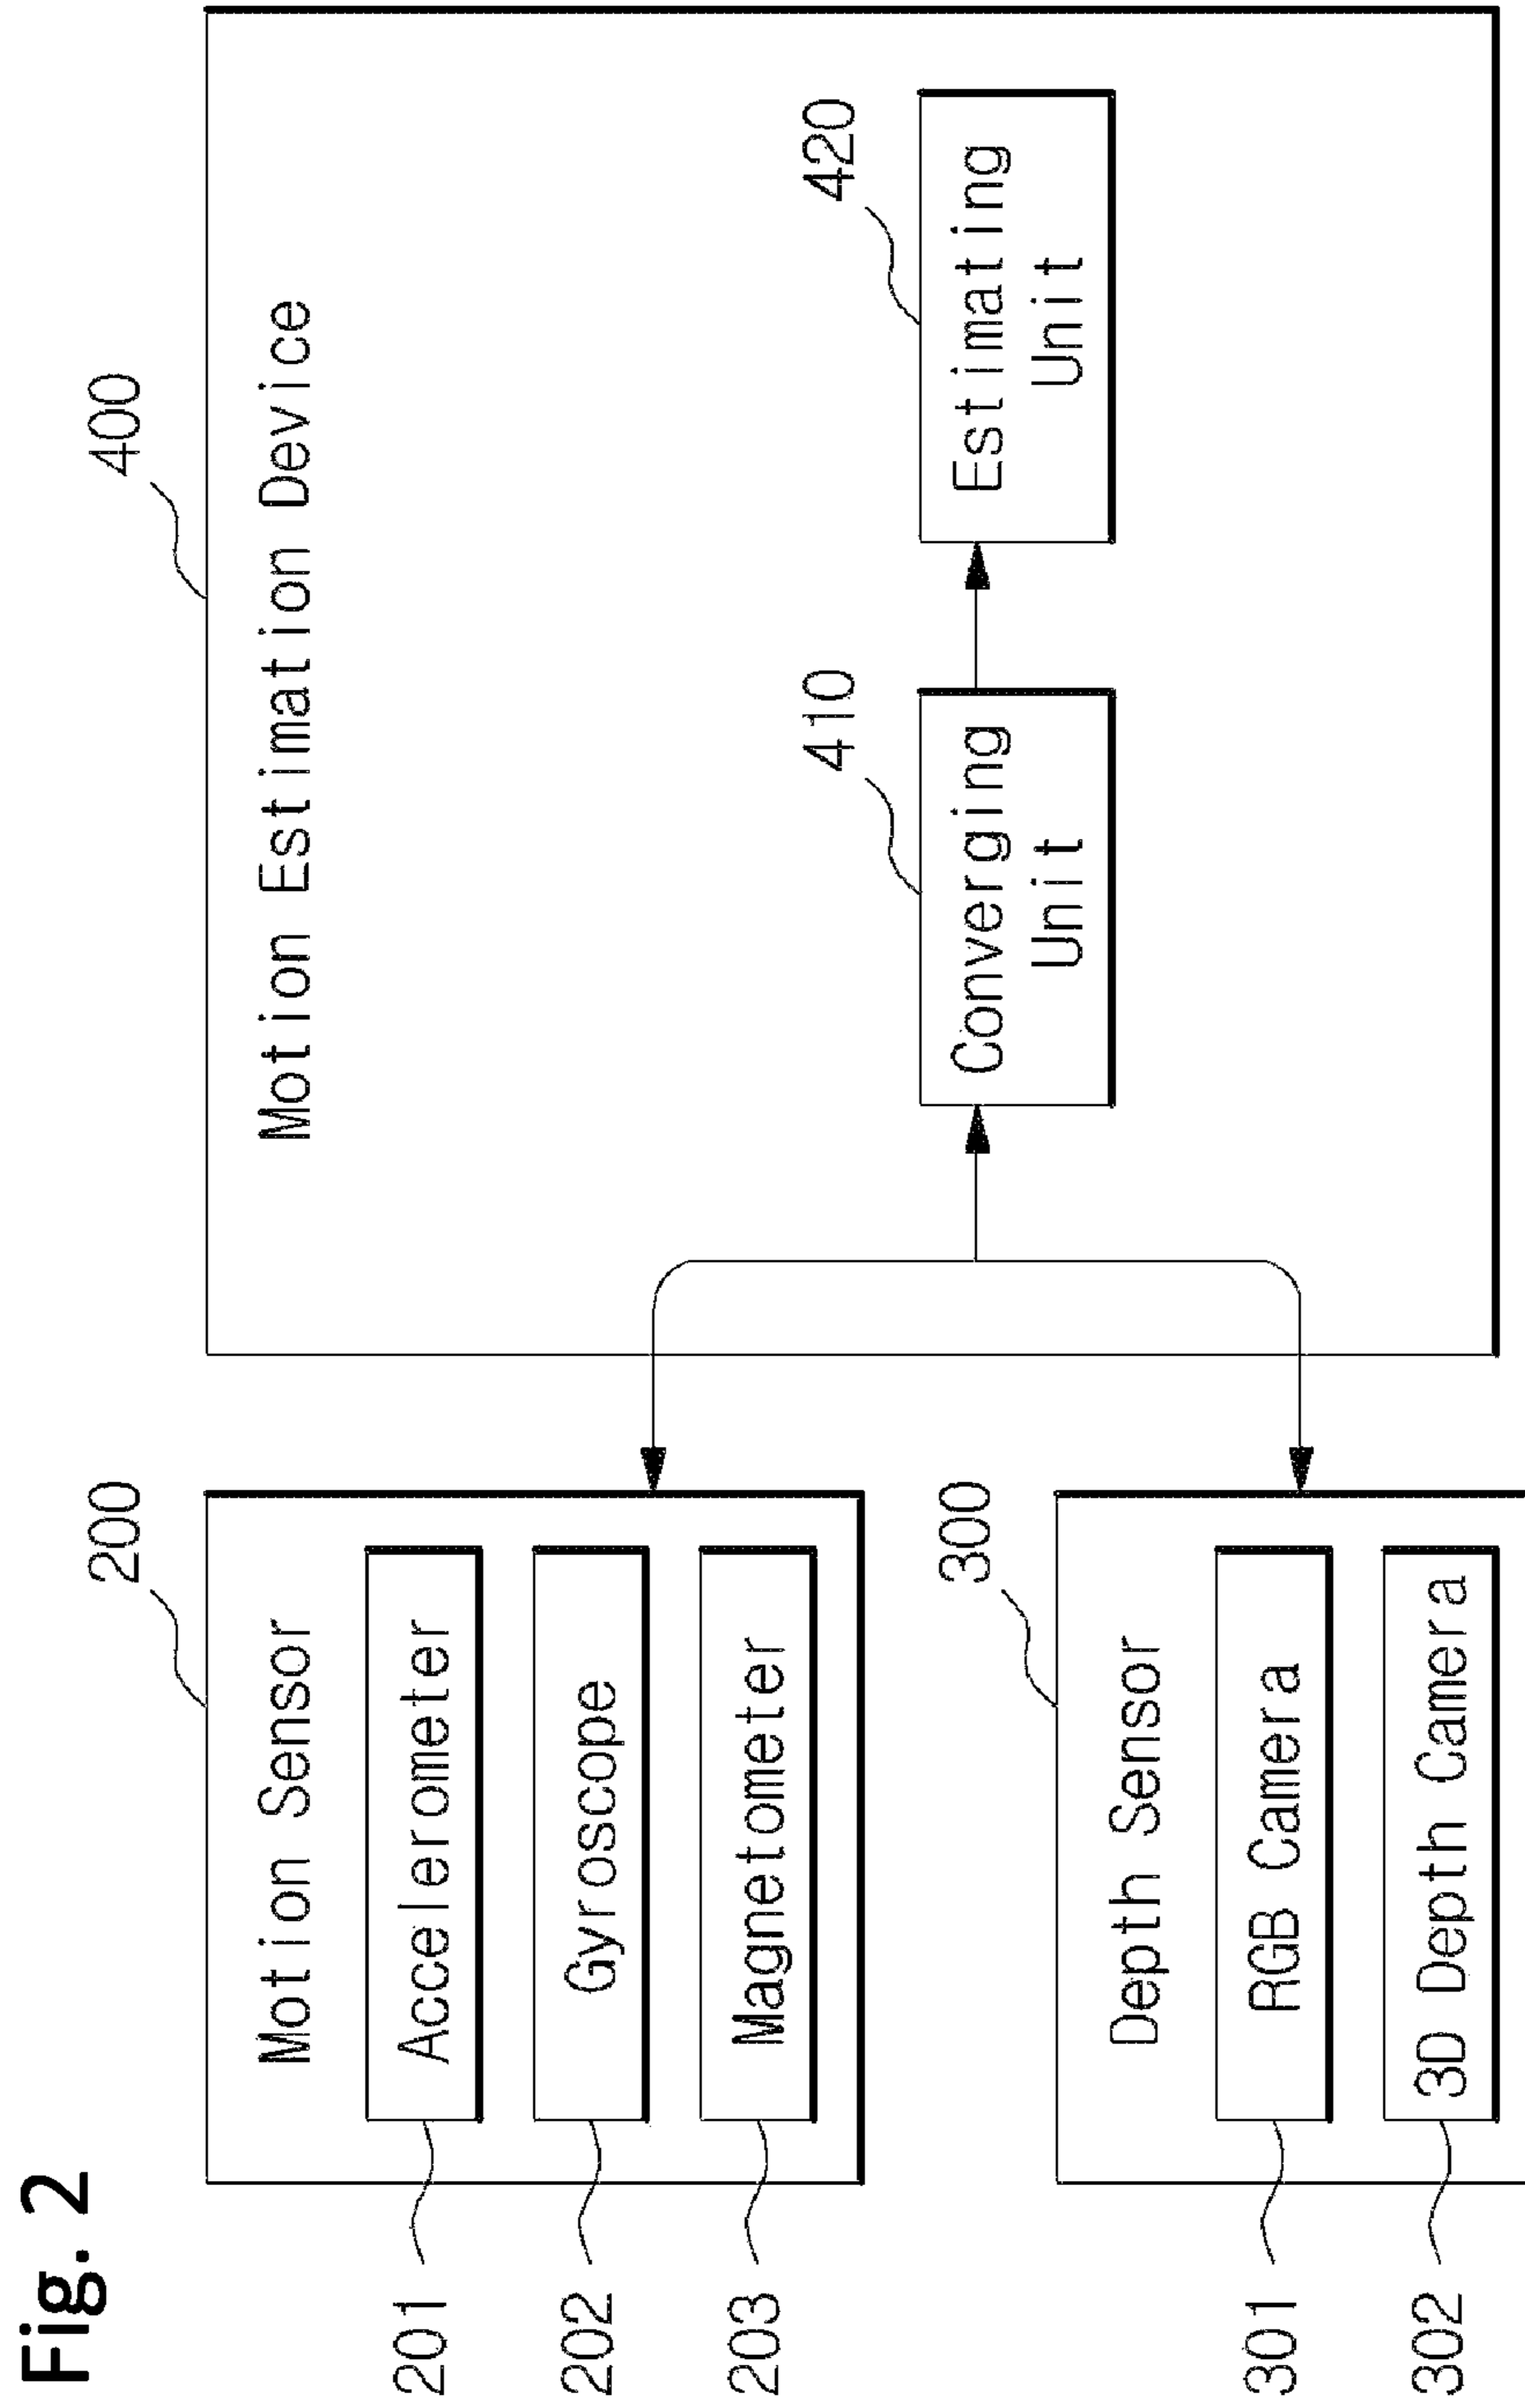 Fig. 2
200
Motion Sensor
201
Accelerometer
202
Gyroscope
203
Magnetometer
300
Depth Sensor
301
RGB Camera
302
3D Depth Camera
400
Motion Estimation Device
410
Converging
Unit
420
Estimating
Unit